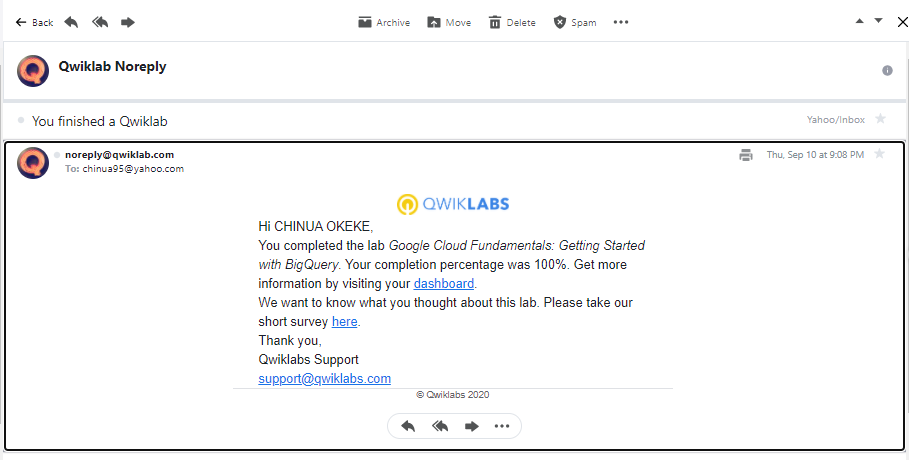 Back
Archive
Move
Delete
Spam
Qwiklab Noreply
You finished a Qwiklab
Yahoo/Inbox
noreply@qwiklab.com
Thu, Sep 10 at 9:08 PM
To: chinua95@yahoo.com
QWIKLABS
Hi CHINUA OKEKE,
You completed the lab Google Cloud Fundamentals: Getting Started
with BigQuery. Your completion percentage was 100%. Get more
information by visiting your dashboard.
We want to know what you thought about this lab. Please take our
short survey here.
Thank you,
Qwiklabs Support
support@qwiklabs.com
© Qwiklabs 2020